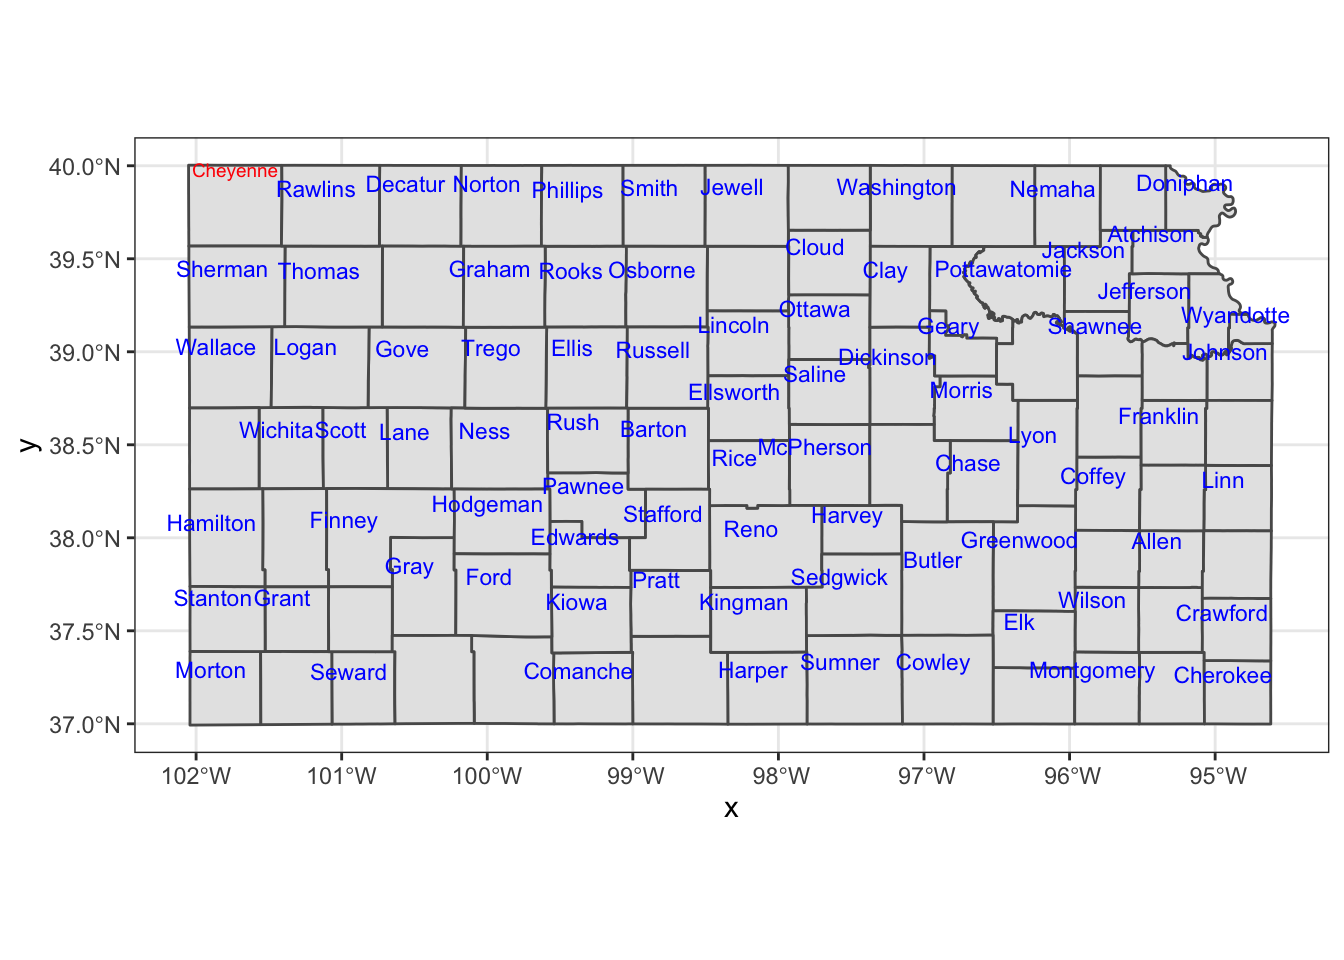 40.0°N
Cheyenne
Rawlins Decatur Norton Phillips Smith Jewell Washington Nemaha Doniphan
Atchison
39.5°N
Cloud Jackson
Sherman Thomas Graham Rooks Osborne Clay Pottawatomie
Jefferson
Ottawa Wyandotte
Lincoln Geary Shawnee
39.0°N
Wallace Logan Gove Trego Ellis Russell Dickinson Johnson
Saline
Ellsworth Morris
Franklin
38.5°N
Wichita Scott Lane Ness Rush Barton Lyon
McPherson
Rice Chase
Coffey Linn
Pawnee
Hodgeman
Stafford Harvey
Hamilton Finney Reno
38.0°N
Edwards Greenwood Allen
Gray Butler
Ford Pratt Sedgwick
Stanton Grant Kiowa Kingman Wilson
Crawford
37.5°N
Elk
Sumner Cowley
Morton Seward Comanche Harper Montgomery Cherokee
37.0°N
102°W 101°W 100°W 99°W 98°W 97°W 96°W 95°W
x
y